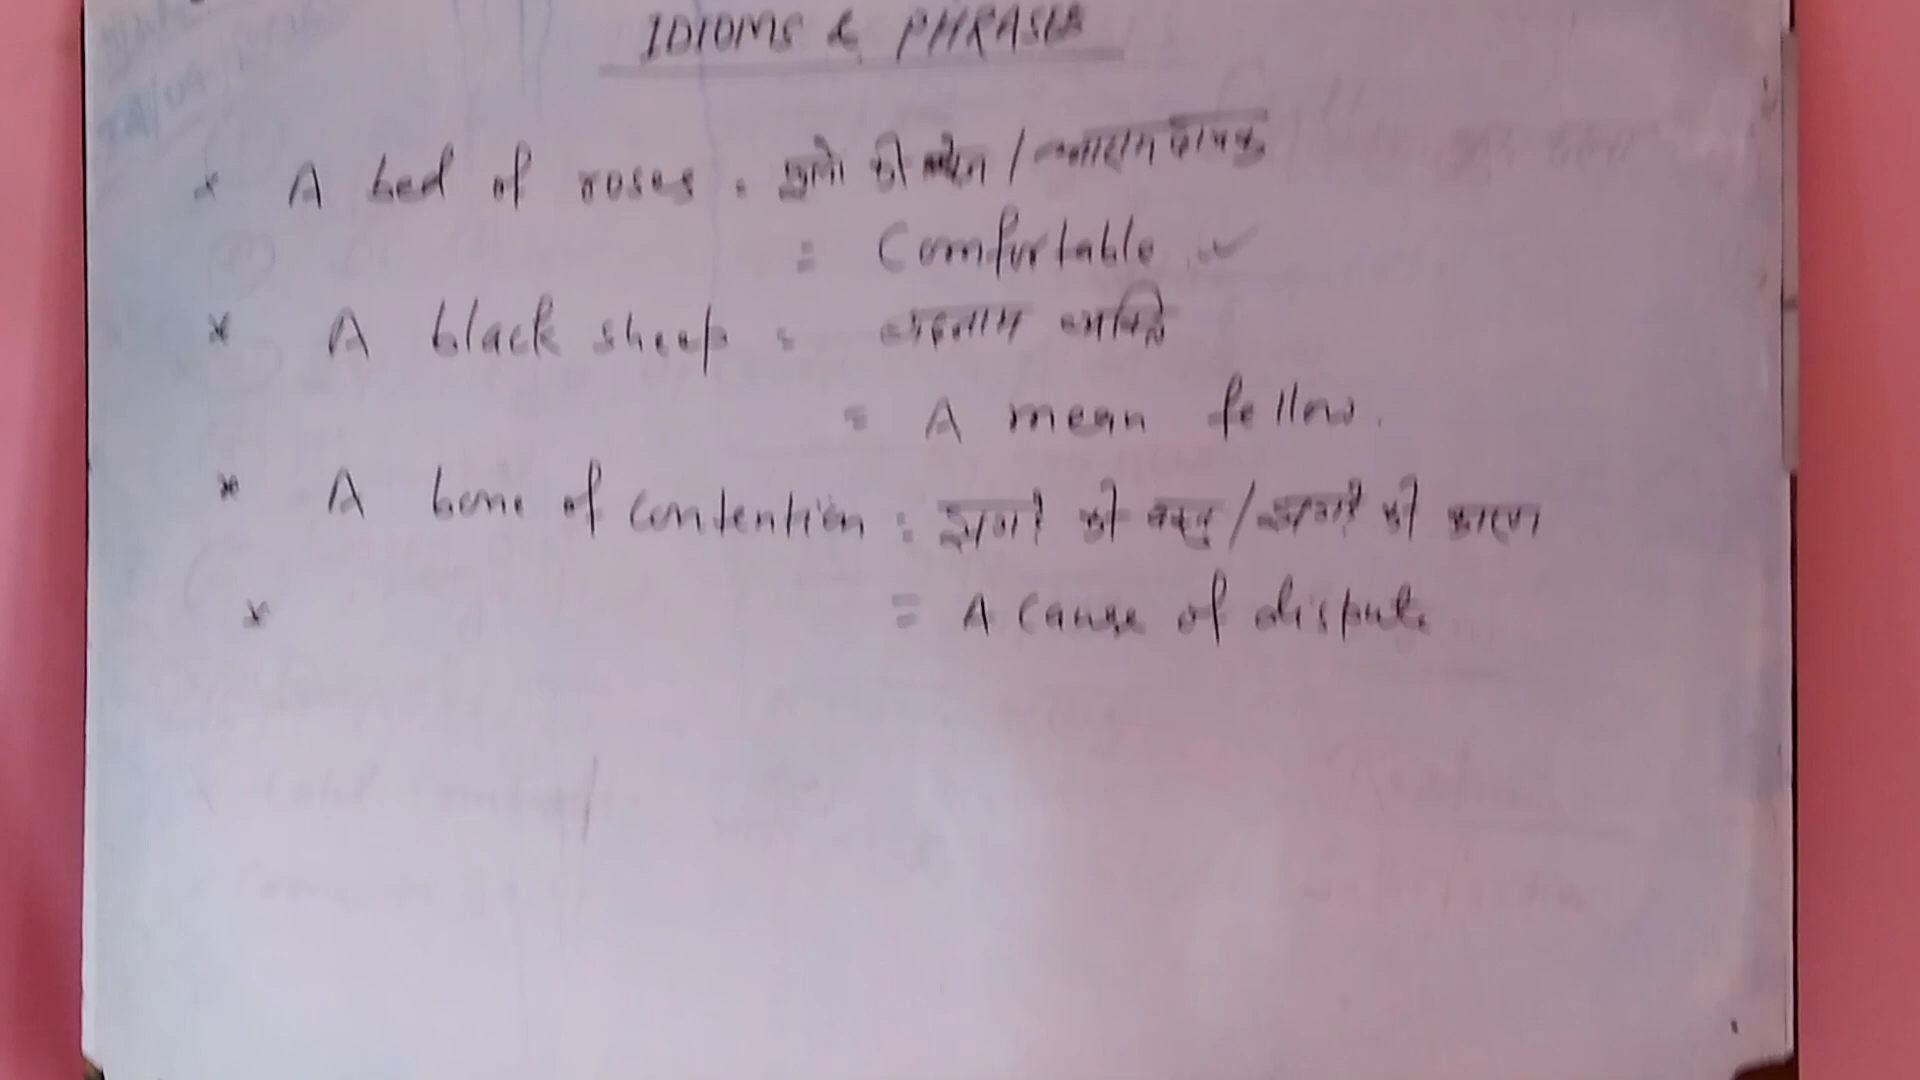 IDIOMS & PHRASES
* A bed of roses = फूलों की सेज / आराम दायक
= Comfortable ✓
* A black sheep = बदनाम व्यक्ति
= A mean fellow.
* A bone of contention = झगड़े की वस्तु / झगड़े की कारण
* = A cause of dispute